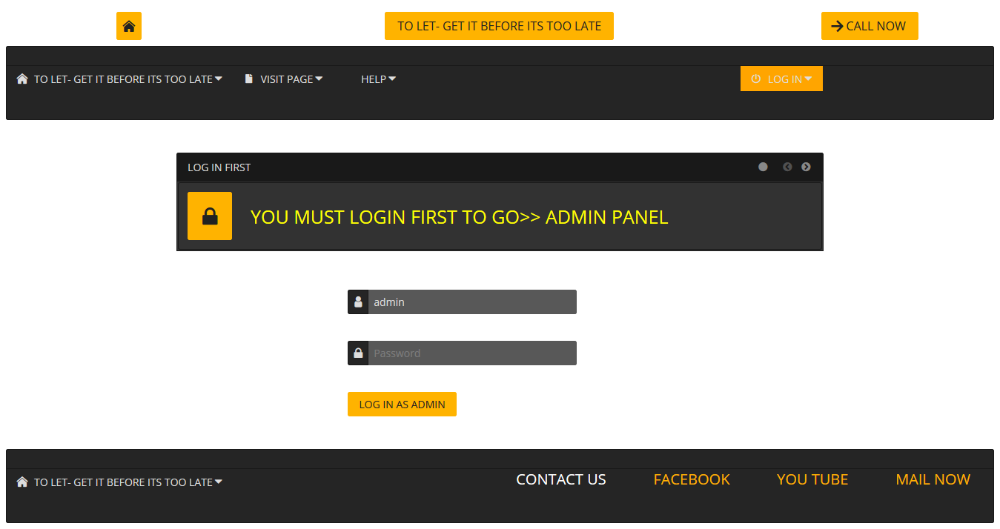 TO LET- GET IT BEFORE ITS TOO LATE CALL NOW
TO LET- GET IT BEFORE ITS TOO LATE VISIT PAGE HELP LOG IN
LOG IN FIRST
YOU MUST LOGIN FIRST TO GO>> ADMIN PANEL
admin
Password
LOG IN AS ADMIN
TO LET- GET IT BEFORE ITS TOO LATE CONTACT US FACEBOOK YOU TUBE MAIL NOW